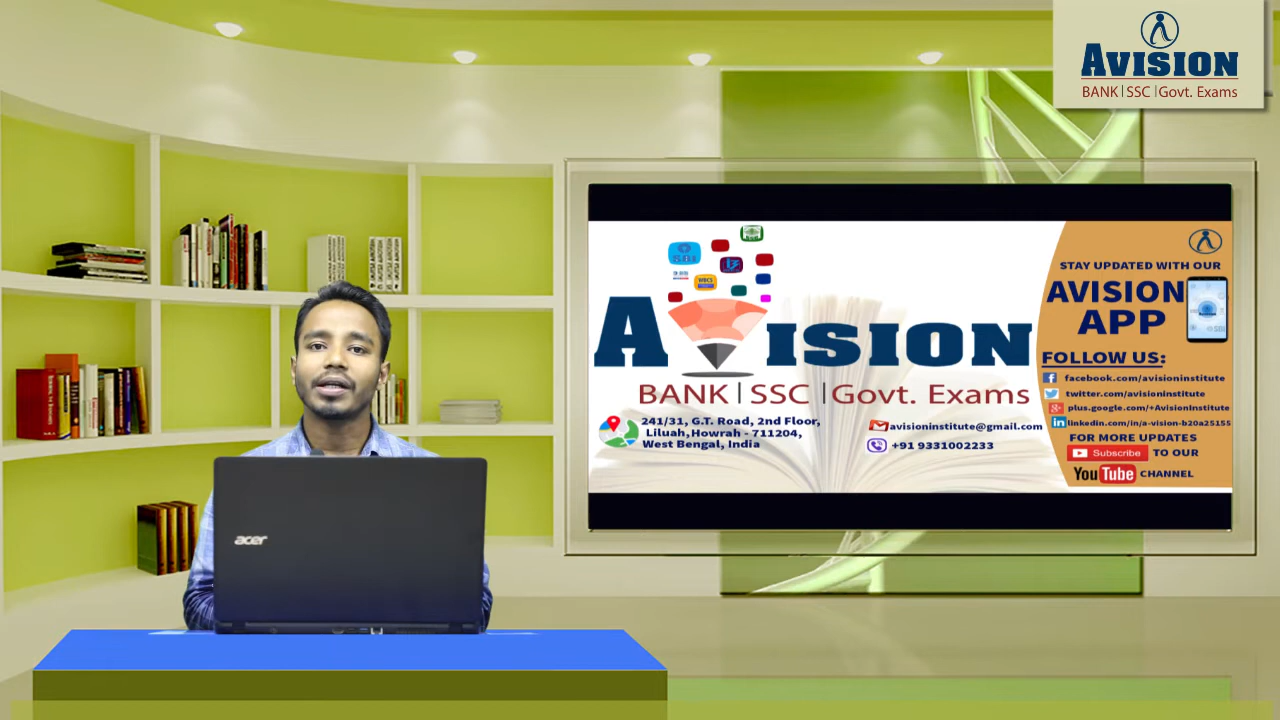 AVISION
BANK | SSC | Govt. Exams
SBI
WBCS
AVISION
BANK | SSC | Govt. Exams
241/31, G.T. Road, 2nd Floor,
Liluah, Howrah - 711204,
West Bengal, India
avisioninstitute@gmail.com
+91 9331002233
STAY UPDATED WITH OUR
AVISION
APP
FOLLOW US:
facebook.com/avisioninstitute
twitter.com/avisioninstitute
plus.google.com/+AvisionInstitute
linkedin.com/in/a-vision-b20a25155
FOR MORE UPDATES
Subscribe TO OUR
YouTube CHANNEL
acer